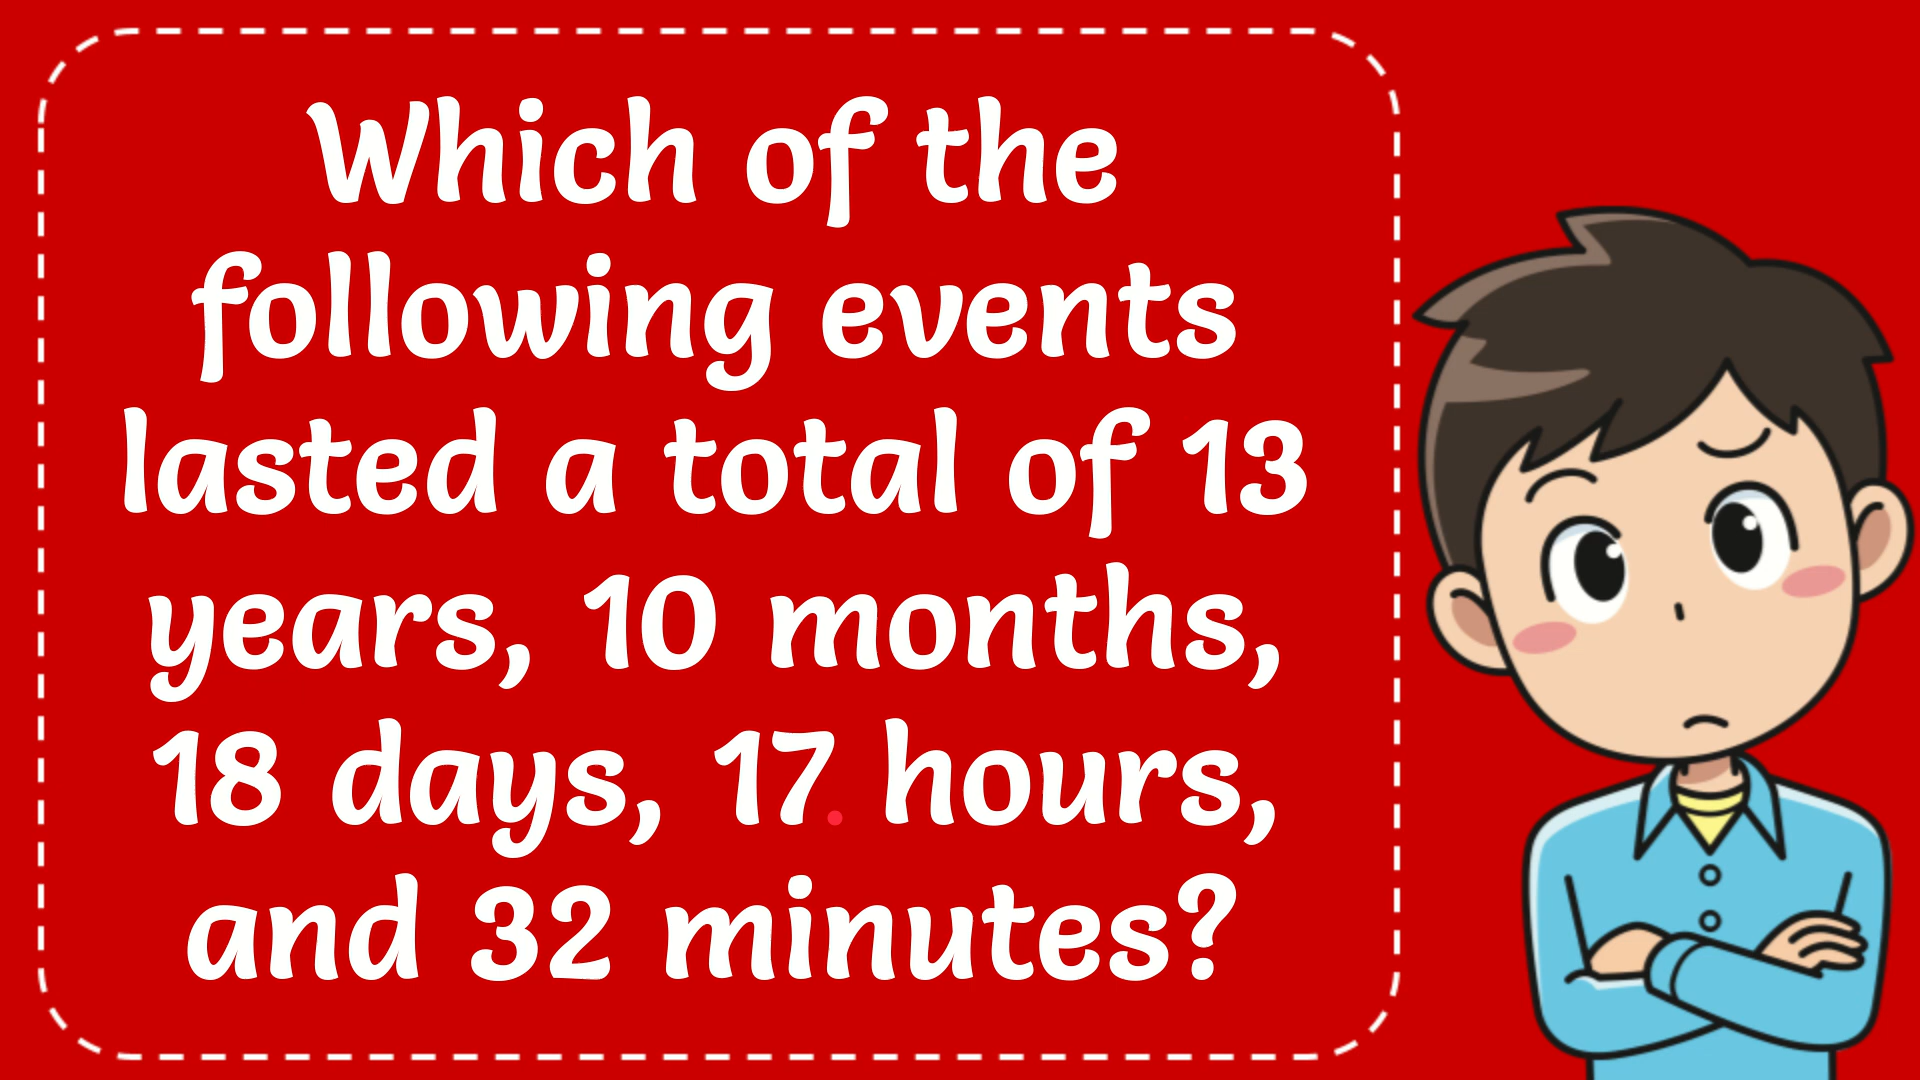 Which of the
following events
lasted a total of 13
years, 10 months,
18 days, 17 hours,
and 32 minutes?